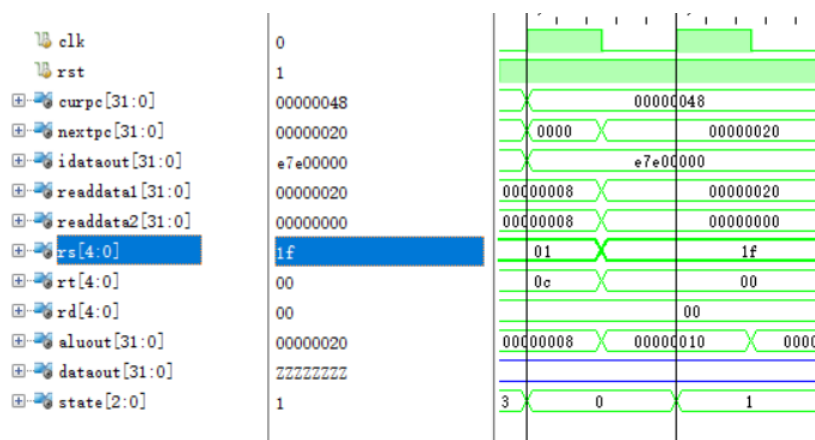 clk 0
rst 1
curpc[31:0] 00000048 00000048
nextpc[31:0] 00000020 0000 00000020
idataout[31:0] e7e00000 e7e00000
readdata1[31:0] 00000020 00000008 00000020
readdata2[31:0] 00000000 00000008 00000000
rs[4:0] 1f 01 1f
rt[4:0] 00 0c 00
rd[4:0] 00 00
aluout[31:0] 00000020 00000008 00000010 0000
dataout[31:0] ZZZZZZZZ
state[2:0] 1 3 0 1